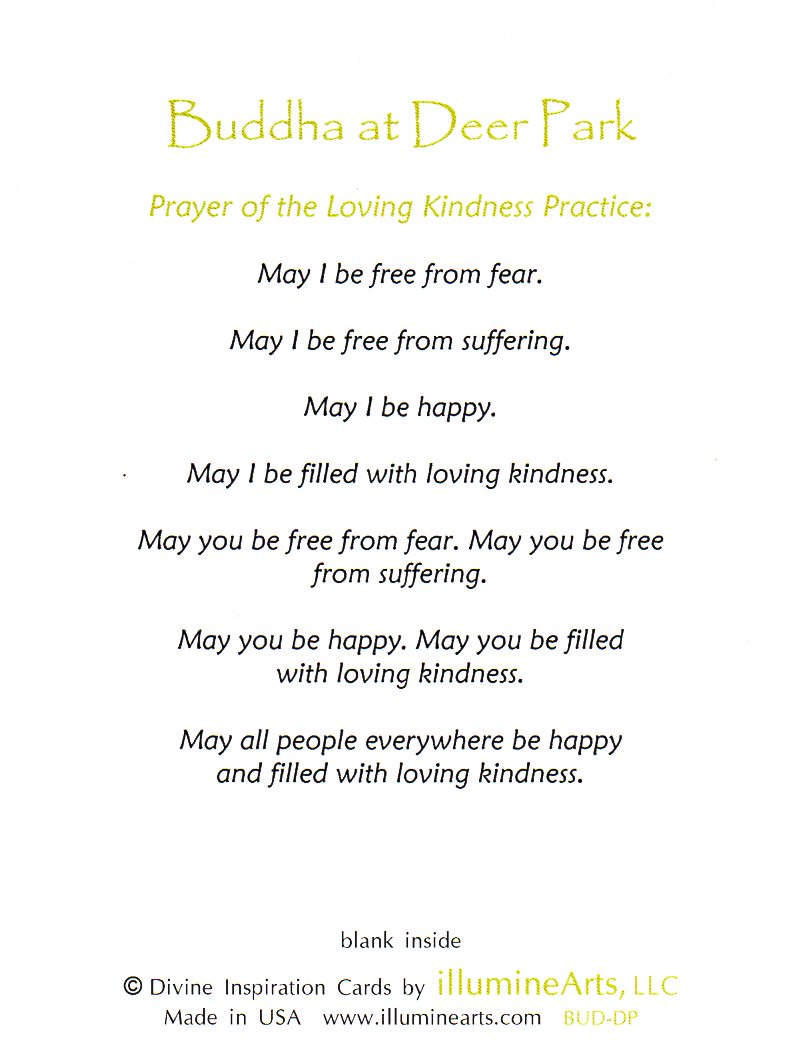 Buddha at Deer Park
Prayer of the Loving Kindness Practice:
May I be free from fear.
May I be free from suffering.
May I be happy.
May I be filled with loving kindness.
May you be free from fear. May you be free
from suffering.
May you be happy. May you be filled
with loving kindness.
May all people everywhere be happy
and filled with loving kindness.
blank inside
© Divine Inspiration Cards by illumineArts, LLC
Made in USA www.illuminearts.com BUD-DP